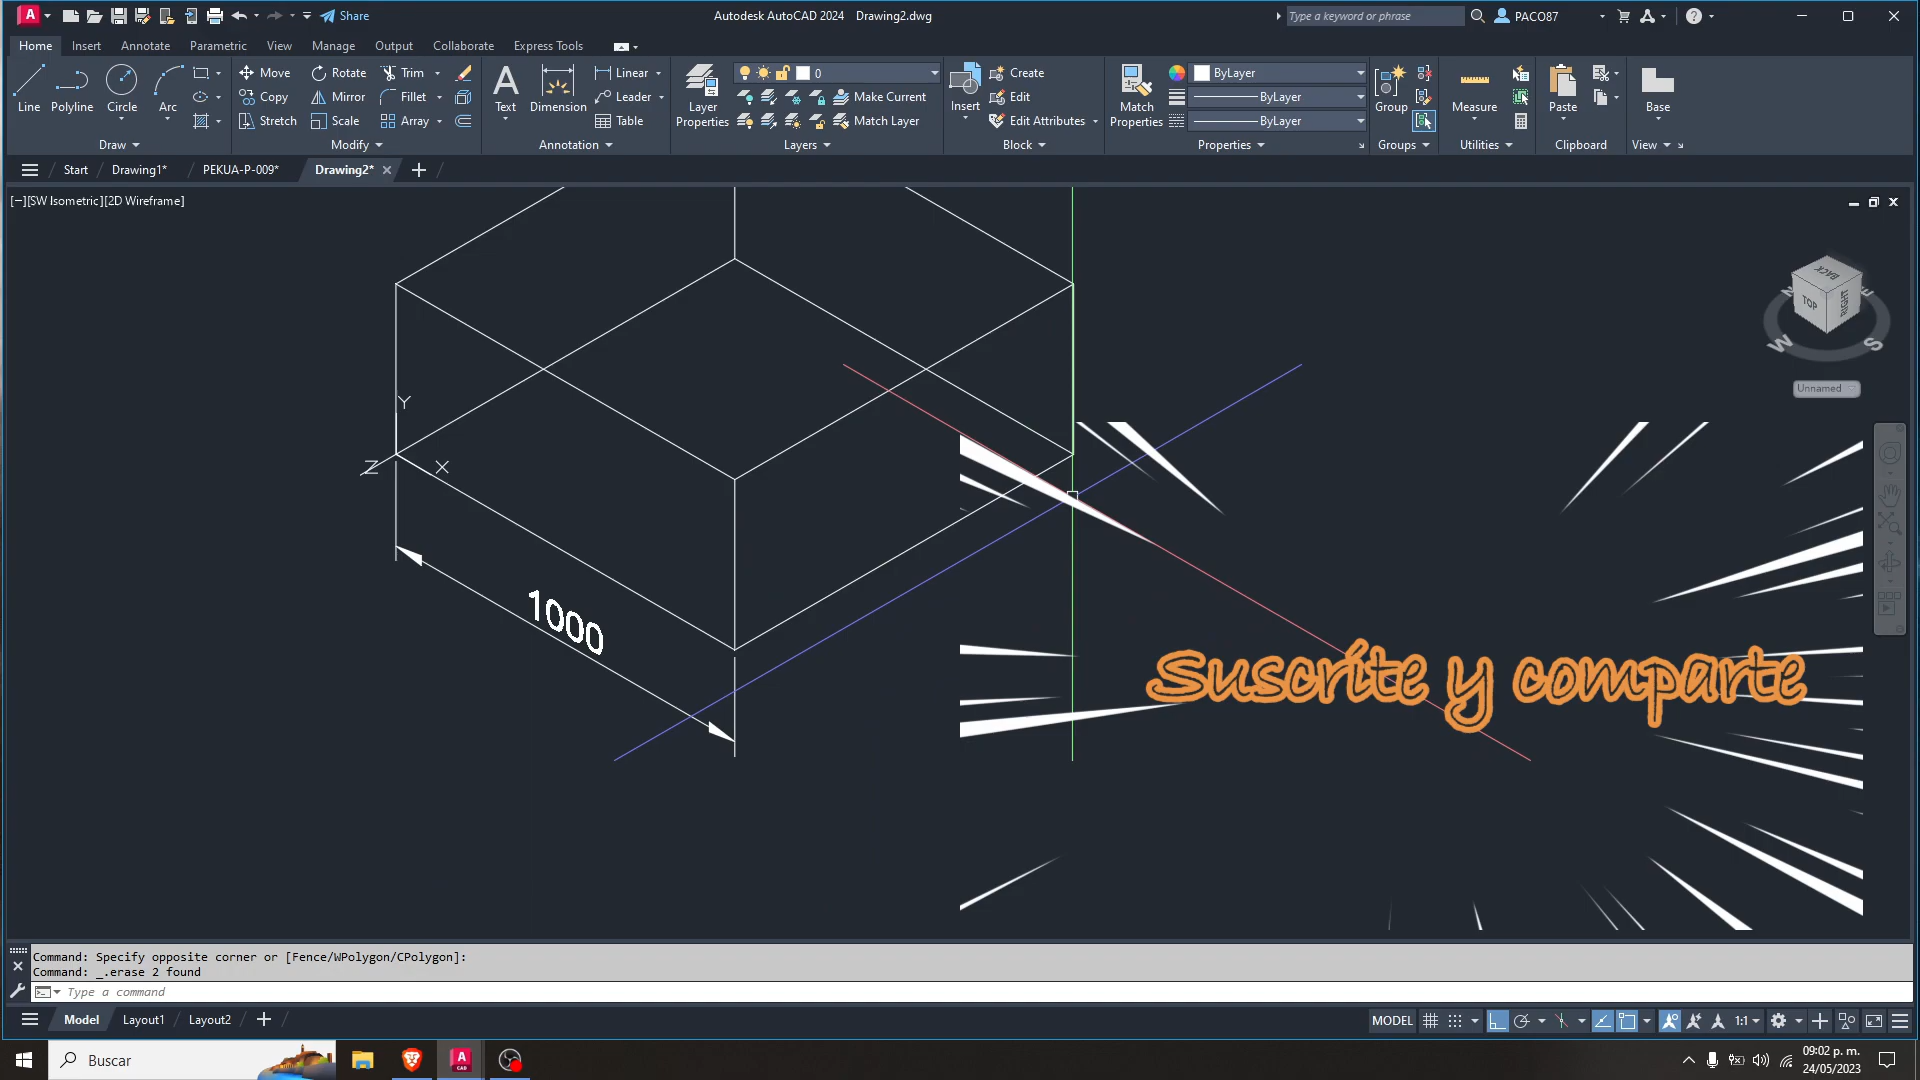 Share
Autodesk AutoCAD 2024 Drawing2.dwg
Type a keyword or phrase
PACO87
Home Insert Annotate Parametric View Manage Output Collaborate Express Tools
Line Polyline Circle Arc
Draw
Move Rotate Trim
Copy Mirror Fillet
Stretch Scale Array
Modify
Text Dimension
Linear
Leader
Table
Annotation
Layer Properties
0
Make Current
Match Layer
Layers
Insert
Create
Edit
Edit Attributes
Block
Match Properties
ByLayer
ByLayer
ByLayer
Properties
Group
Groups
Measure
Utilities
Paste
Clipboard
Base
View
Start Drawing1* PEKUA-P-009* Drawing2*
[−][SW Isometric][2D Wireframe]
BACK
TOP
RIGHT
N E
W S
Unnamed
Y
Z X
1000
Suscríte y comparte
Command: Specify opposite corner or [Fence/WPolygon/CPolygon]:
Command: _.erase 2 found
Type a command
Model Layout1 Layout2
MODEL
1:1
Buscar
09:02 p. m.
24/05/2023